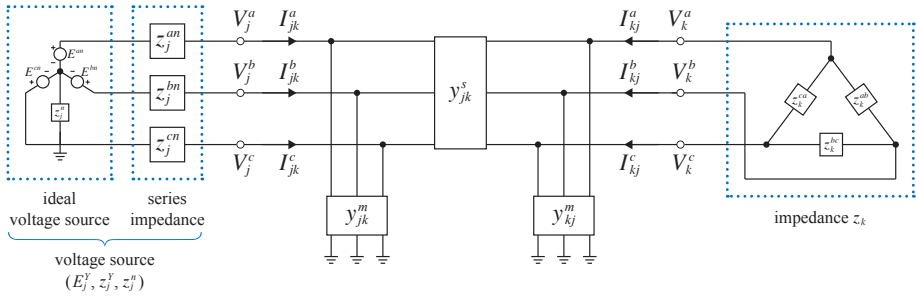 V_j^a I_{jk}^a I_{kj}^a V_k^a
z_j^{an}
+ E^{an} −
V_j^b I_{jk}^b y_{jk}^s I_{kj}^b V_k^b
E^{cn} E^{bn}
+ − − +
z_j^{bn}
z_k^{ca} z_k^{ab}
z_j^n
z_j^{cn}
z_k^{bc}
V_j^c I_{jk}^c I_{kj}^c V_k^c
ideal voltage source
series impedance
y_{jk}^m y_{kj}^m
impedance z_k
voltage source
(E_j^Y, z_j^Y, z_j^n)